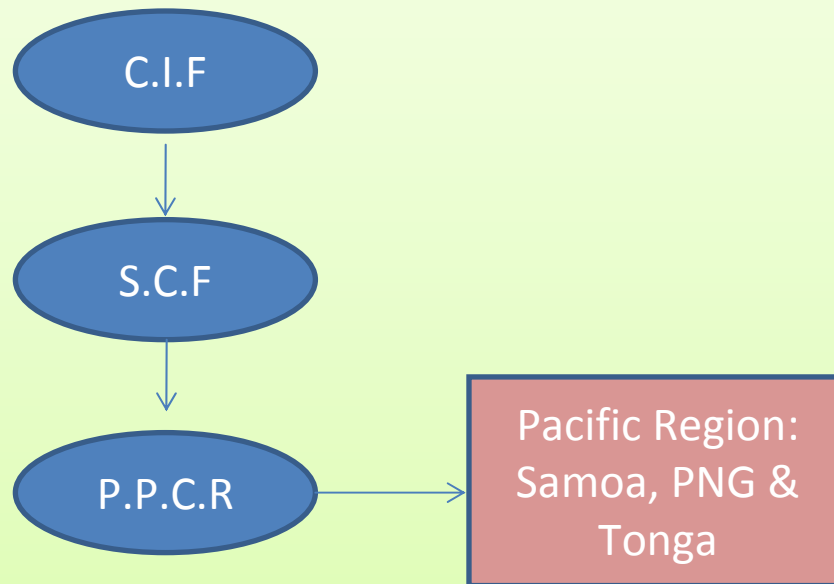 C.I.F
S.C.F
P.P.C.R
Pacific Region:
Samoa, PNG &
Tonga